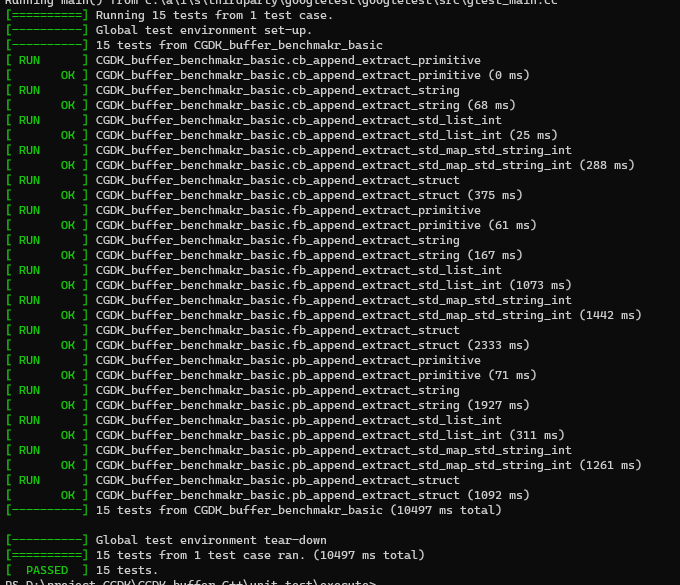 Running main() from c:\a\1\s\thirdparty\googletest\googletest\src\gtest_main.cc
[==========] Running 15 tests from 1 test case.
[----------] Global test environment set-up.
[----------] 15 tests from CGDK_buffer_benchmakr_basic
[ RUN      ] CGDK_buffer_benchmakr_basic.cb_append_extract_primitive
[       OK ] CGDK_buffer_benchmakr_basic.cb_append_extract_primitive (0 ms)
[ RUN      ] CGDK_buffer_benchmakr_basic.cb_append_extract_string
[       OK ] CGDK_buffer_benchmakr_basic.cb_append_extract_string (68 ms)
[ RUN      ] CGDK_buffer_benchmakr_basic.cb_append_extract_std_list_int
[       OK ] CGDK_buffer_benchmakr_basic.cb_append_extract_std_list_int (25 ms)
[ RUN      ] CGDK_buffer_benchmakr_basic.cb_append_extract_std_map_std_string_int
[       OK ] CGDK_buffer_benchmakr_basic.cb_append_extract_std_map_std_string_int (288 ms)
[ RUN      ] CGDK_buffer_benchmakr_basic.cb_append_extract_struct
[       OK ] CGDK_buffer_benchmakr_basic.cb_append_extract_struct (375 ms)
[ RUN      ] CGDK_buffer_benchmakr_basic.fb_append_extract_primitive
[       OK ] CGDK_buffer_benchmakr_basic.fb_append_extract_primitive (61 ms)
[ RUN      ] CGDK_buffer_benchmakr_basic.fb_append_extract_string
[       OK ] CGDK_buffer_benchmakr_basic.fb_append_extract_string (167 ms)
[ RUN      ] CGDK_buffer_benchmakr_basic.fb_append_extract_std_list_int
[       OK ] CGDK_buffer_benchmakr_basic.fb_append_extract_std_list_int (1073 ms)
[ RUN      ] CGDK_buffer_benchmakr_basic.fb_append_extract_std_map_std_string_int
[       OK ] CGDK_buffer_benchmakr_basic.fb_append_extract_std_map_std_string_int (1442 ms)
[ RUN      ] CGDK_buffer_benchmakr_basic.fb_append_extract_struct
[       OK ] CGDK_buffer_benchmakr_basic.fb_append_extract_struct (2333 ms)
[ RUN      ] CGDK_buffer_benchmakr_basic.pb_append_extract_primitive
[       OK ] CGDK_buffer_benchmakr_basic.pb_append_extract_primitive (71 ms)
[ RUN      ] CGDK_buffer_benchmakr_basic.pb_append_extract_string
[       OK ] CGDK_buffer_benchmakr_basic.pb_append_extract_string (1927 ms)
[ RUN      ] CGDK_buffer_benchmakr_basic.pb_append_extract_std_list_int
[       OK ] CGDK_buffer_benchmakr_basic.pb_append_extract_std_list_int (311 ms)
[ RUN      ] CGDK_buffer_benchmakr_basic.pb_append_extract_std_map_std_string_int
[       OK ] CGDK_buffer_benchmakr_basic.pb_append_extract_std_map_std_string_int (1261 ms)
[ RUN      ] CGDK_buffer_benchmakr_basic.pb_append_extract_struct
[       OK ] CGDK_buffer_benchmakr_basic.pb_append_extract_struct (1092 ms)
[----------] 15 tests from CGDK_buffer_benchmakr_basic (10497 ms total)
[----------] Global test environment tear-down
[==========] 15 tests from 1 test case ran. (10497 ms total)
[  PASSED  ] 15 tests.
PS D:\project_CGDK\CGDK_buffer_C++\unit_test\execute>